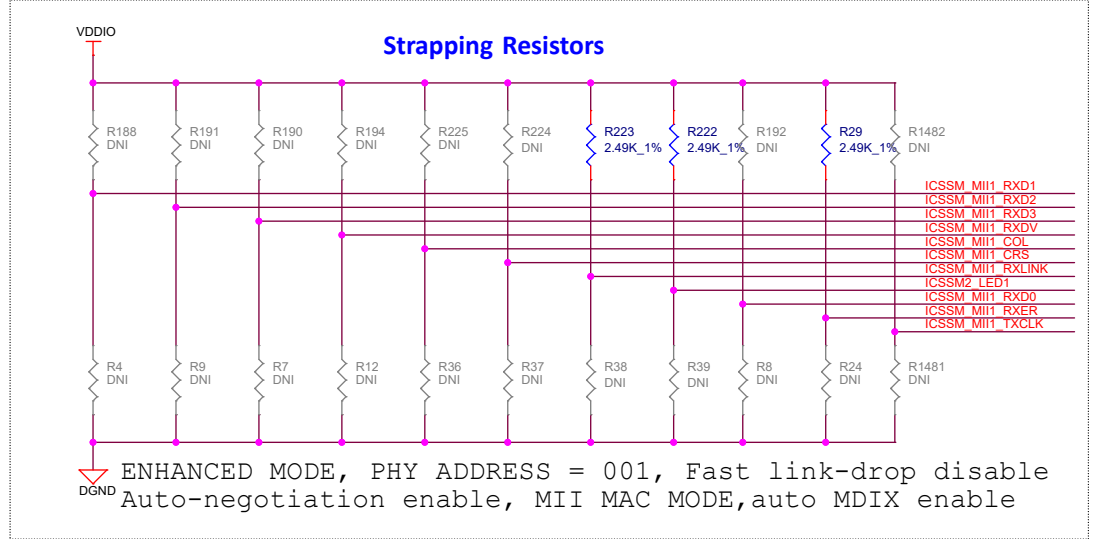 VDDIO
Strapping Resistors
R188 R191 R190 R194 R225 R224 R223 R222 R192 R29 R1482
DNI DNI DNI DNI DNI DNI 2.49K_1% 2.49K_1% DNI 2.49K_1% DNI
ICSSM_MII1_RXD1
ICSSM_MII1_RXD2
ICSSM_MII1_RXD3
ICSSM_MII1_RXDV
ICSSM_MII1_COL
ICSSM_MII1_CRS
ICSSM_MII1_RXLINK
ICSSM2_LED1
ICSSM_MII1_RXD0
ICSSM_MII1_RXER
ICSSM_MII1_TXCLK
R4 R9 R7 R12 R36 R37 R38 R39 R8 R24 R1481
DNI DNI DNI DNI DNI DNI DNI DNI DNI DNI DNI
DGND
ENHANCED MODE, PHY ADDRESS = 001, Fast link-drop disable
Auto-negotiation enable, MII MAC MODE,auto MDIX enable